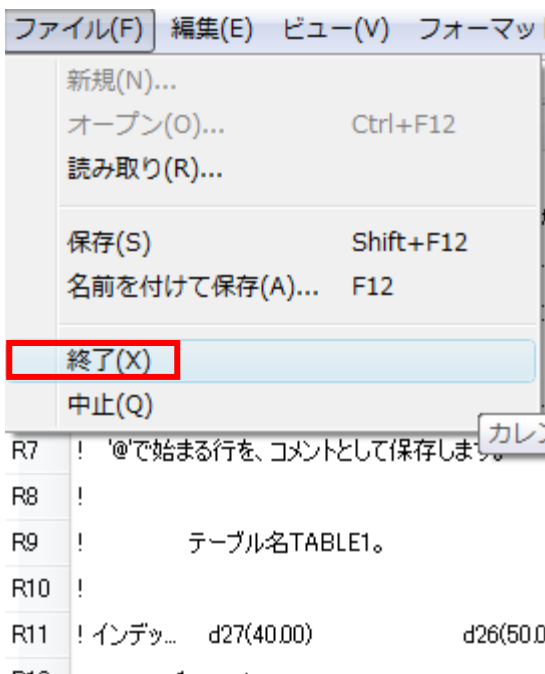 ファイル(F) 編集(E) ビュー(V) フォーマッ
新規(N)...
オープン(O)... Ctrl+F12
読み取り(R)...
保存(S) Shift+F12
名前を付けて保存(A)... F12
終了(X)
中止(Q)
カレ
R7 ! '@'で始まる行を、コメントとして保存します。
R8 !
R9 ! テーブル名TABLE1。
R10 !
R11 ! インデッ... d27(40.00) d26(50.0